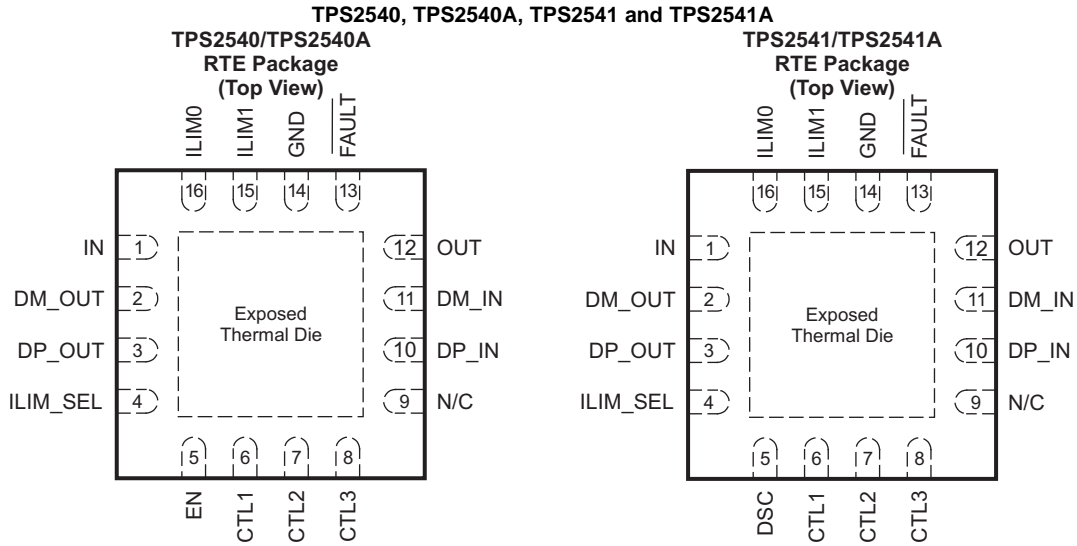 TPS2540, TPS2540A, TPS2541 and TPS2541A
TPS2540/TPS2540A
RTE Package
(Top View)
ILIM0
ILIM1
GND
FAULT
16
15
14
13
IN 1
12 OUT
DM_OUT 2
11 DM_IN
DP_OUT 3
10 DP_IN
ILIM_SEL 4
9 N/C
Exposed
Thermal Die
5
6
7
8
EN
CTL1
CTL2
CTL3
TPS2541/TPS2541A
RTE Package
(Top View)
ILIM0
ILIM1
GND
FAULT
16
15
14
13
IN 1
12 OUT
DM_OUT 2
11 DM_IN
DP_OUT 3
10 DP_IN
ILIM_SEL 4
9 N/C
Exposed
Thermal Die
5
6
7
8
DSC
CTL1
CTL2
CTL3